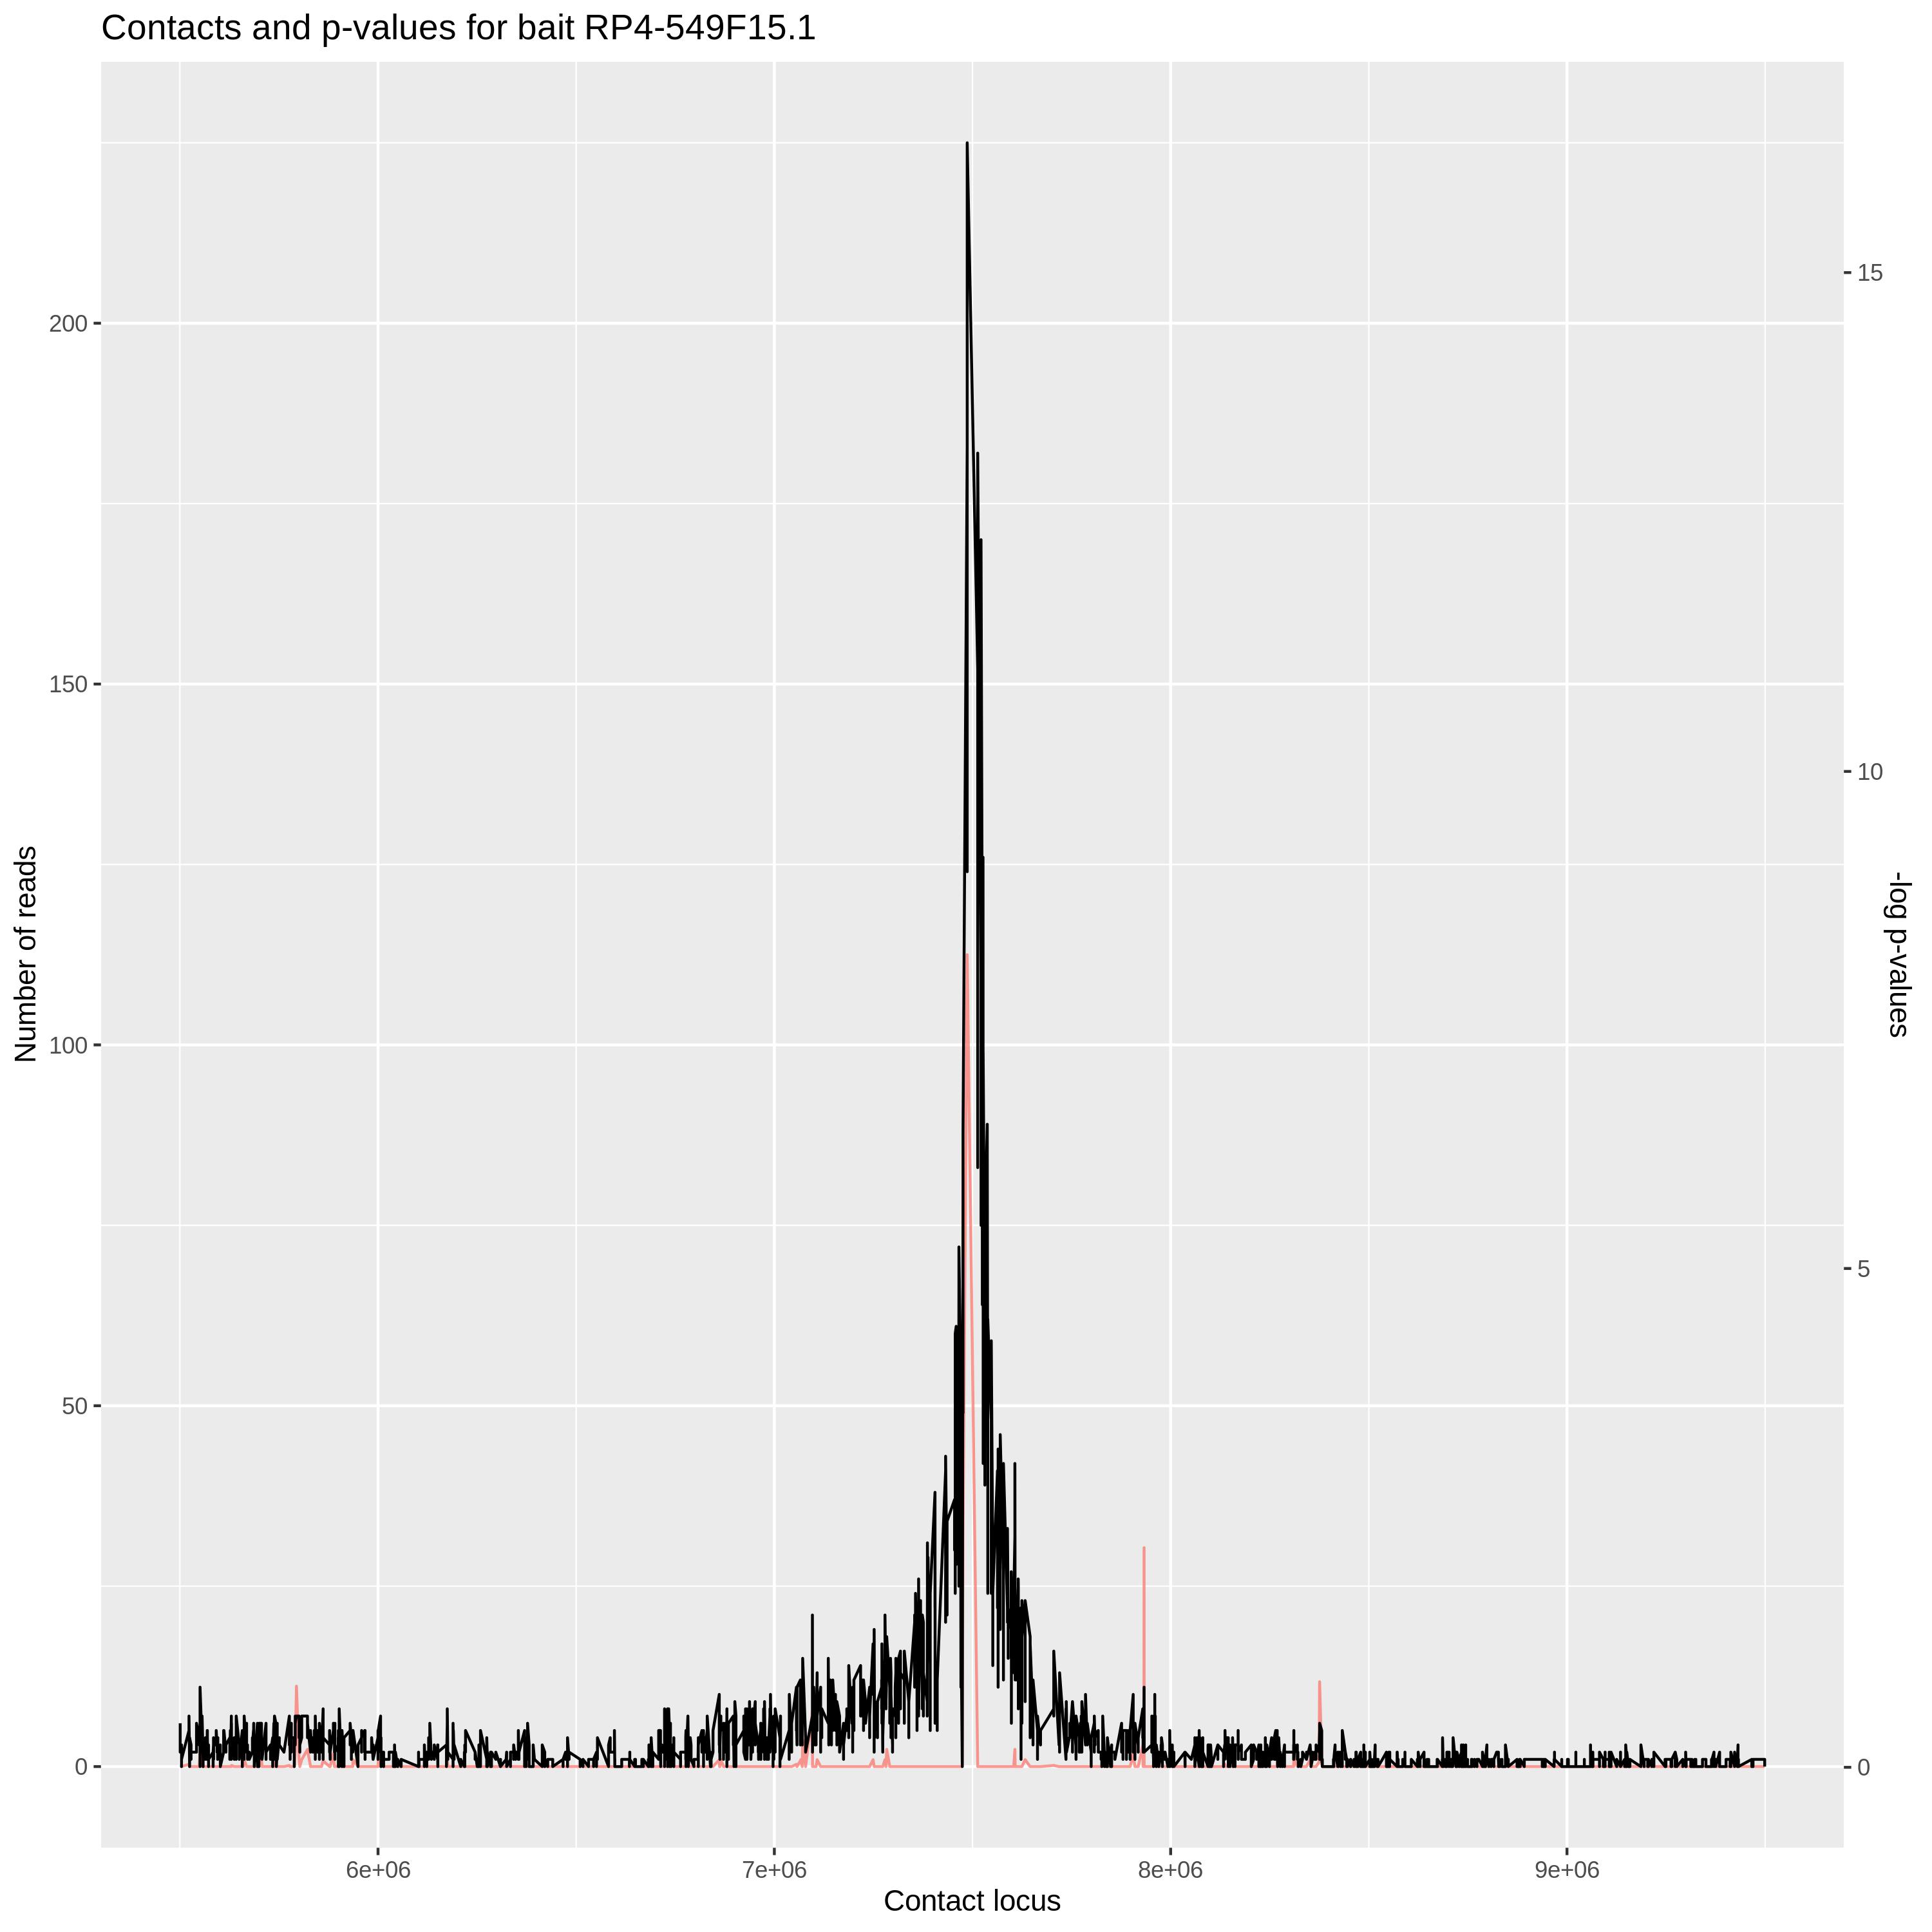 Contacts and p-values for bait RP4-549F15.1
Number of reads
200
150
100
50
0
15
10
5
0
-log p-values
6e+06 7e+06 8e+06 9e+06
Contact locus